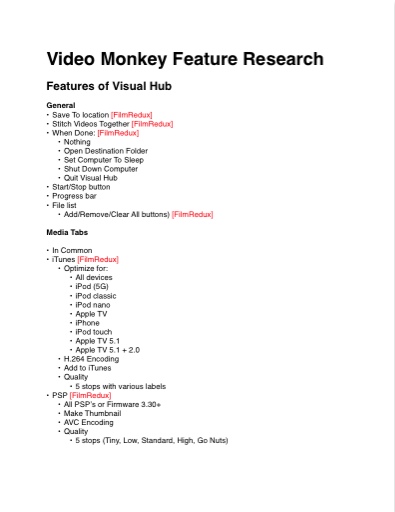 Video Monkey Feature Research
Features of Visual Hub
General
• Save To location [FilmRedux]
• Stitch Videos Together [FilmRedux]
• When Done: [FilmRedux]
• Nothing
• Open Destination Folder
• Set Computer To Sleep
• Shut Down Computer
• Quit Visual Hub
• Start/Stop button
• Progress bar
• File list
• Add/Remove/Clear All buttons) [FilmRedux]
Media Tabs
• In Common
• iTunes [FilmRedux]
• Optimize for:
• All devices
• iPod (5G)
• iPod classic
• iPod nano
• Apple TV
• iPhone
• iPod touch
• Apple TV 5.1
• Apple TV 5.1 + 2.0
• H.264 Encoding
• Add to iTunes
• Quality
• 5 stops with various labels
• PSP [FilmRedux]
• All PSP's or Firmware 3.30+
• Make Thumbnail
• AVC Encoding
• Quality
• 5 stops (Tiny, Low, Standard, High, Go Nuts)